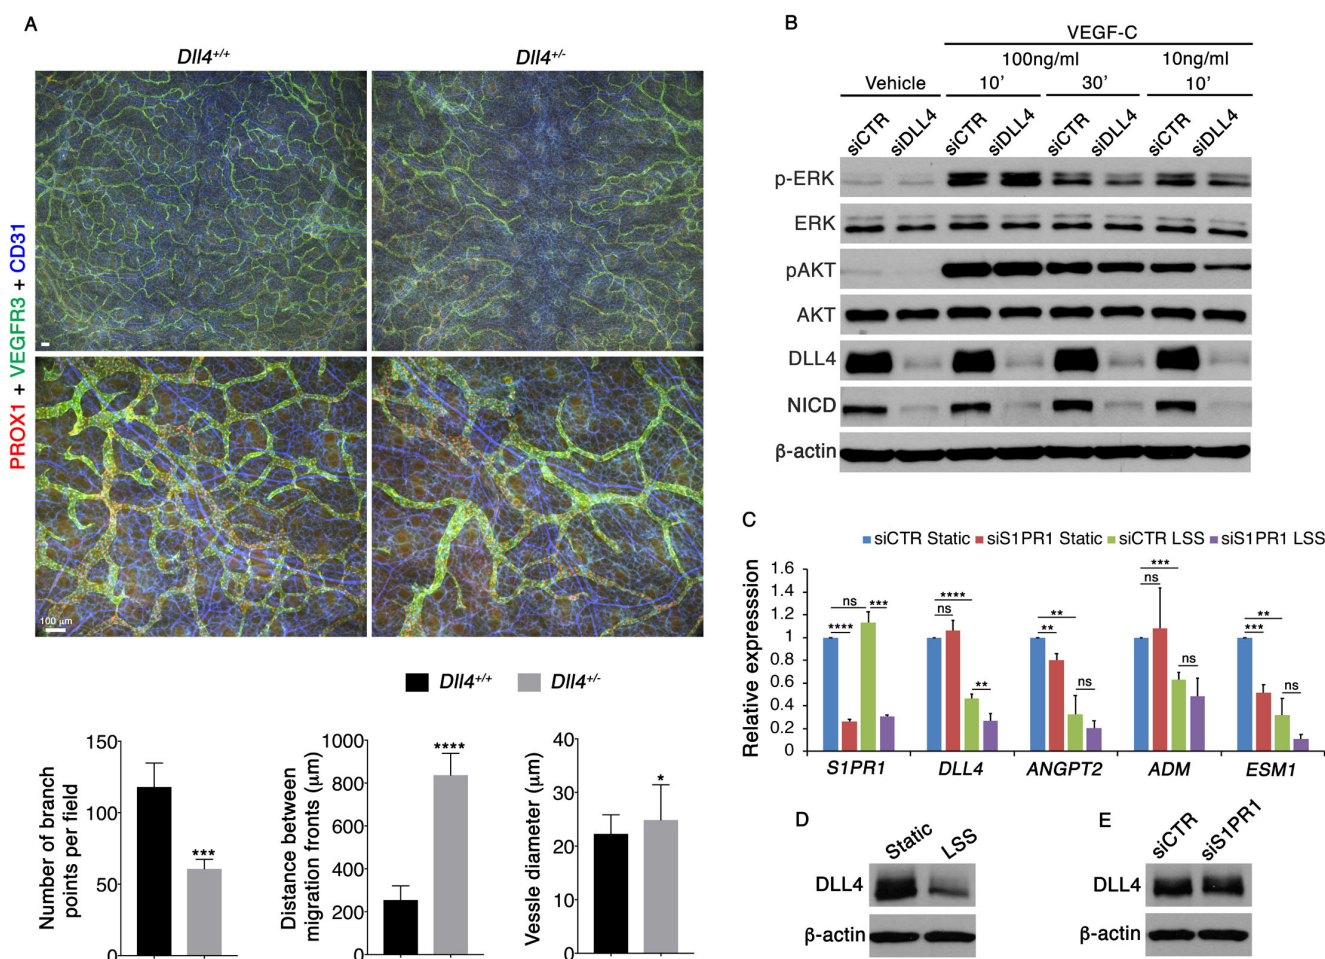 A
Dll4+/+
Dll4+/-
PROX1 + VEGFR3 + CD31
100 μm
Dll4+/+
Dll4+/-
Number of branch
points per field
150
100
50
0
***
Distance between
migration fronts (μm)
1000
800
600
400
200
0
****
Vessle diameter (μm)
40
30
20
10
0
*
B
VEGF-C
100ng/ml
10ng/ml
Vehicle
10’
30’
10’
siCTR
siDLL4
siCTR
siDLL4
siCTR
siDLL4
siCTR
siDLL4
p-ERK
ERK
pAKT
AKT
DLL4
NICD
β-actin
C
siCTR Static
siS1PR1 Static
siCTR LSS
siS1PR1 LSS
Relative expresssion
1.6
1.4
1.2
1
0.8
0.6
0.4
0.2
0
ns
***
****
****
ns
**
**
**
ns
***
ns
ns
**
***
ns
S1PR1
DLL4
ANGPT2
ADM
ESM1
D
Static
LSS
DLL4
β-actin
E
siCTR
siS1PR1
DLL4
β-actin